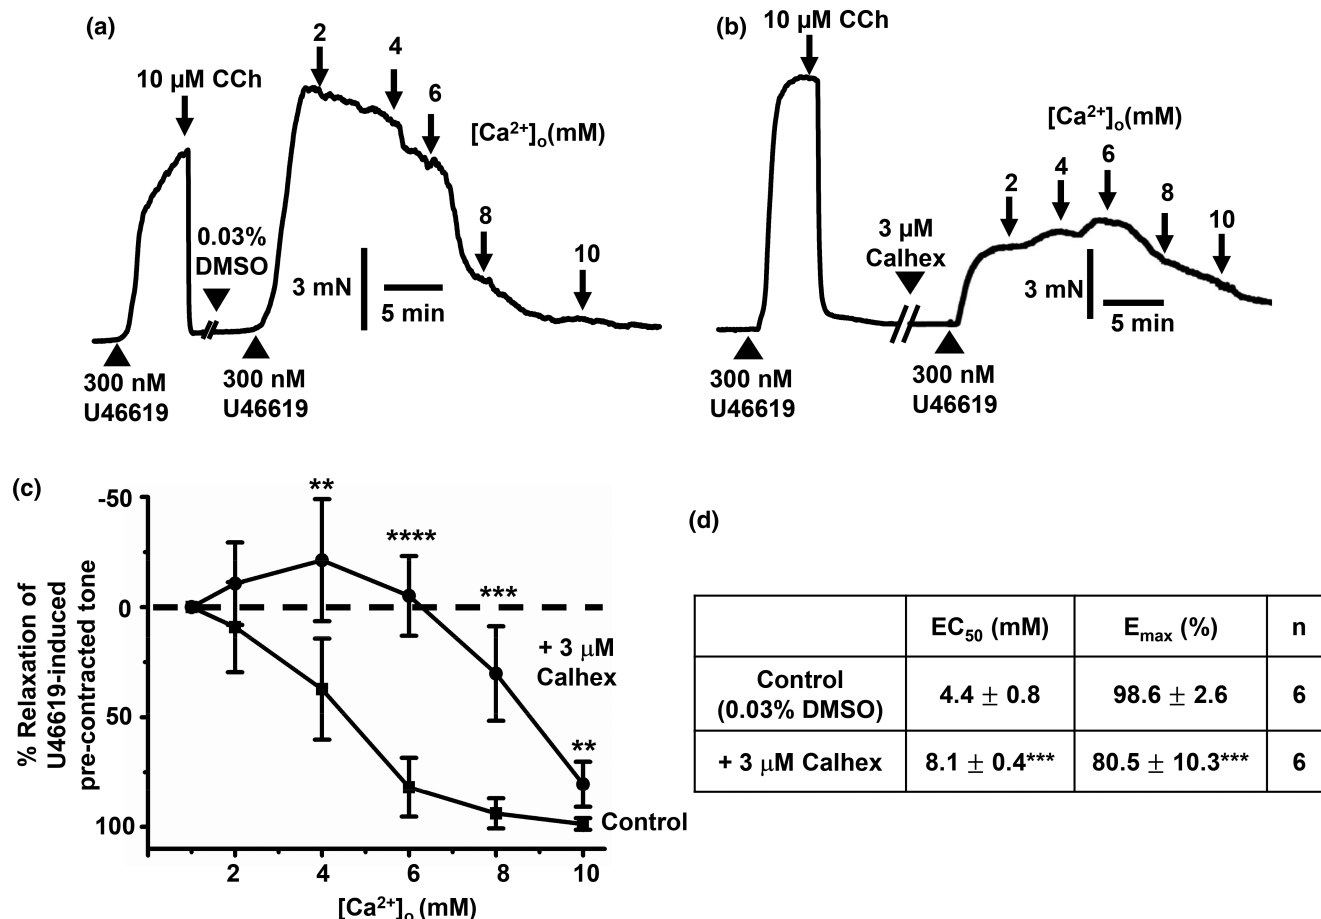 (a)
10 µM CCh
2
4
6
[Ca²⁺]ₒ(mM)
0.03%
DMSO
8
10
3 mN
5 min
300 nM
U46619
300 nM
U46619
(b)
10 µM CCh
[Ca²⁺]ₒ(mM)
2
4
6
8
10
3 µM
Calhex
3 mN
5 min
300 nM
U46619
300 nM
U46619
(c)
% Relaxation of
U46619-induced
pre-contracted tone
-50
0
50
100
**
****
***
**
+ 3 µM
Calhex
Control
2
4
6
8
10
[Ca²⁺]ₒ (mM)
(d)
EC₅₀ (mM) Eₘₐₓ (%) n
Control
(0.03% DMSO) 4.4 ± 0.8 98.6 ± 2.6 6
+ 3 µM Calhex 8.1 ± 0.4*** 80.5 ± 10.3*** 6